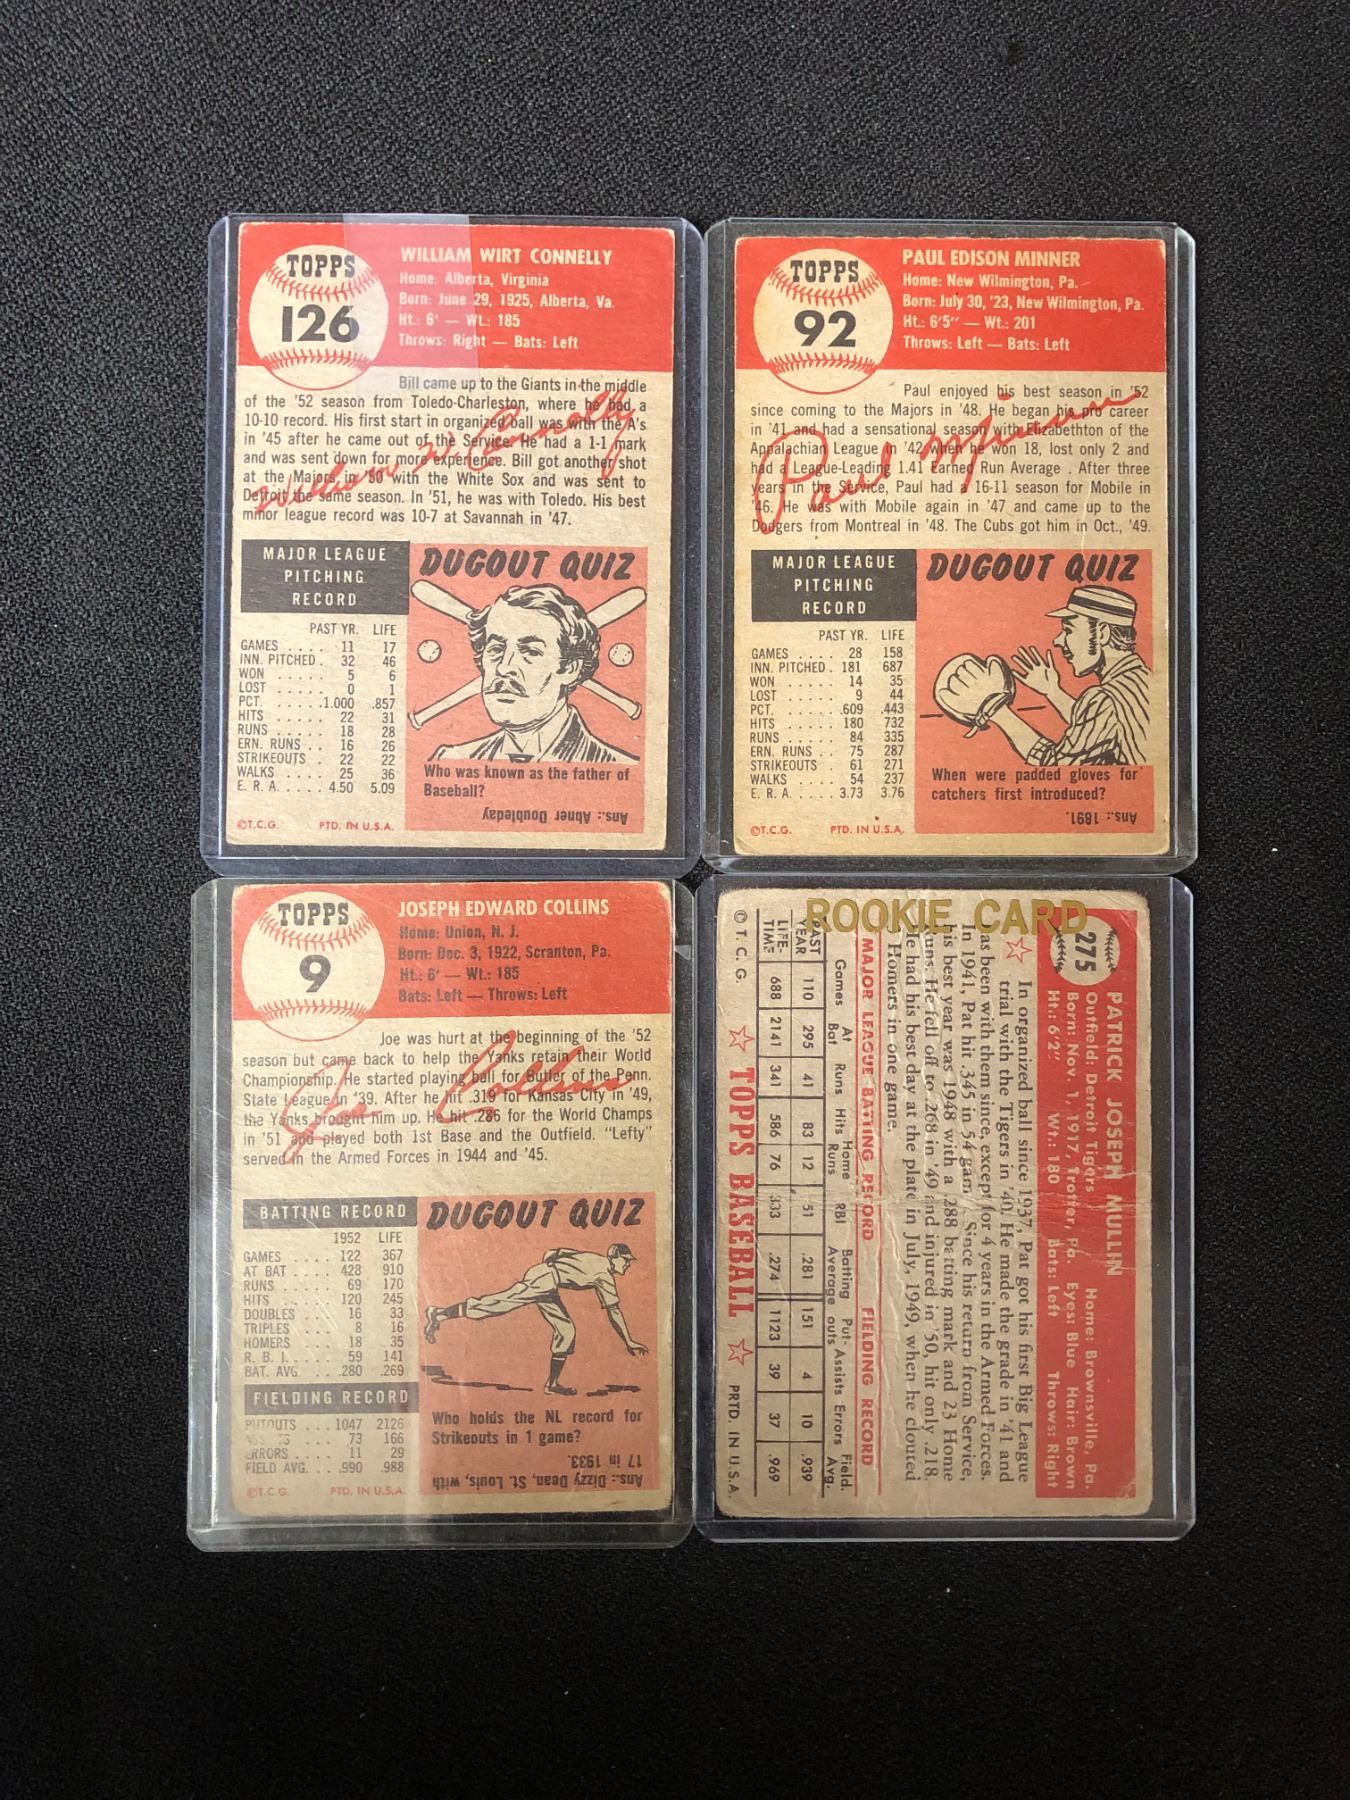 TOPPS
126
WILLIAM WIRT CONNELLY
Home: Alberta, Virginia
Born: June 29, 1925, Alberta, Va.
Ht.: 6' — Wt.: 185
Throws: Right — Bats: Left
Bill came up to the Giants in the middle
of the '52 season from Toledo-Charleston, where he had a
10-10 record. His first start in organized ball was with the A's
in '45 after he came out of the Service. He had a 1-1 mark
and was sent down for more experience. Bill got another shot
at the Majors in '50 with the White Sox and was sent to
Detroit the same season. In '51, he was with Toledo. His best
minor league record was 10-7 at Savannah in '47.
William W. Connelly
MAJOR LEAGUE
PITCHING
RECORD
PAST YR. LIFE
GAMES . . . . 11 17
INN. PITCHED . 32 46
WON . . . . . 5 6
LOST . . . . . 0 1
PCT. . . . . .1.000 .857
HITS . . . . . 22 31
RUNS . . . . . 18 28
ERN. RUNS . . 16 26
STRIKEOUTS . . 22 22
WALKS . . . . 25 36
E. R. A. . . . . . 4.50 5.09
©T.C.G. PTD. IN U.S.A.
DUGOUT QUIZ
Who was known as the father of
Baseball?
Ans.: Abner Doubleday
TOPPS
92
PAUL EDISON MINNER
Home: New Wilmington, Pa.
Born: July 30, '23, New Wilmington, Pa.
Ht.: 6'5" — Wt.: 201
Throws: Left — Bats: Left
Paul enjoyed his best season in '52
since coming to the Majors in '48. He began his pro career
in '41 and had a sensational season with Elizabethton of the
Appalachian League in '42 when he won 18, lost only 2 and
had a League-Leading 1.41 Earned Run Average . After three
years in the Service, Paul had a 16-11 season for Mobile in
'46. He was with Mobile again in '47 and came up to the
Dodgers from Montreal in '48. The Cubs got him in Oct., '49.
Paul Minner
MAJOR LEAGUE
PITCHING
RECORD
PAST YR. LIFE
GAMES . . . . 28 158
INN. PITCHED . 181 687
WON . . . . . 14 35
LOST . . . . . 9 44
PCT. . . . . . .609 .443
HITS . . . . . 180 732
RUNS . . . . . 84 335
ERN. RUNS . . 75 287
STRIKEOUTS . . 61 271
WALKS . . . . 54 237
E. R. A. . . . . . 3.73 3.76
©T.C.G. PTD. IN U.S.A.
DUGOUT QUIZ
When were padded gloves for
catchers first introduced?
Ans.: 1891.
TOPPS
9
JOSEPH EDWARD COLLINS
Home: Union, N. J.
Born: Dec. 3, 1922, Scranton, Pa.
Ht.: 6' — Wt.: 185
Bats: Left — Throws: Left
Joe was hurt at the beginning of the '52
season but came back to help the Yanks retain their World
Championship. He started playing ball for Butler of the Penn.
State League in '39. After he hit .319 for Kansas City in '49,
the Yanks brought him up. He hit .286 for the World Champs
in '51 and played both 1st Base and the Outfield. "Lefty"
served in the Armed Forces in 1944 and '45.
Joe Collins
BATTING RECORD
1952 LIFE
GAMES . . . . 122 367
AT BAT . . . . 428 910
RUNS . . . . 69 170
HITS . . . . . 120 245
DOUBLES . . . 16 33
TRIPLES . . . 8 16
HOMERS . . . 18 35
R. B. I. . . . . 59 141
BAT. AVG. . . .280 .269
FIELDING RECORD
PUTOUTS . . . 1047 2126
73 166
ERRORS . . . 11 29
FIELD AVG. . . .990 .988
©T.C.G. PTD. IN U.S.A.
DUGOUT QUIZ
Who holds the NL record for
Strikeouts in 1 game?
Ans.: Dizzy Dean, St. Louis, with
17 in 1933.
ROOKIE CARD
275
PATRICK JOSEPH MULLIN
Outfield: Detroit Tigers Home: Brownsville, Pa.
Born: Nov. 1, 1917, Trotter, Pa. Eyes: Blue Hair: Brown
Ht.: 6'2" Wt.: 180 Bats: Left Throws: Right
In organized ball since 1937, Pat got his first Big League
trial with the Tigers in '40. He made the grade in '41 and
has been with them since, except for 4 years in the Armed Forces.
In 1941, Pat hit .345 in 54 games. Since his return from Service,
his best year was 1948 with a .288 batting mark and 23 Home
Runs. He fell off to .268 in '49 and injured in '50, hit only .218.
He had his best day at the plate in July, 1949, when he clouted
Homers in one game.
MAJOR LEAGUE BATTING RECORD FIELDING RECORD
Games At Bat Runs Hits Home Runs RBI Batting Average Put-outs Assists Errors Field. Avg.
PAST YEAR 110 295 41 83 12 51 .281 151 4 10 .939
LIFE-TIME 688 2141 341 586 76 333 .274 1123 39 37 .969
© T. C. G. TOPPS BASEBALL PRTD. IN U.S.A.